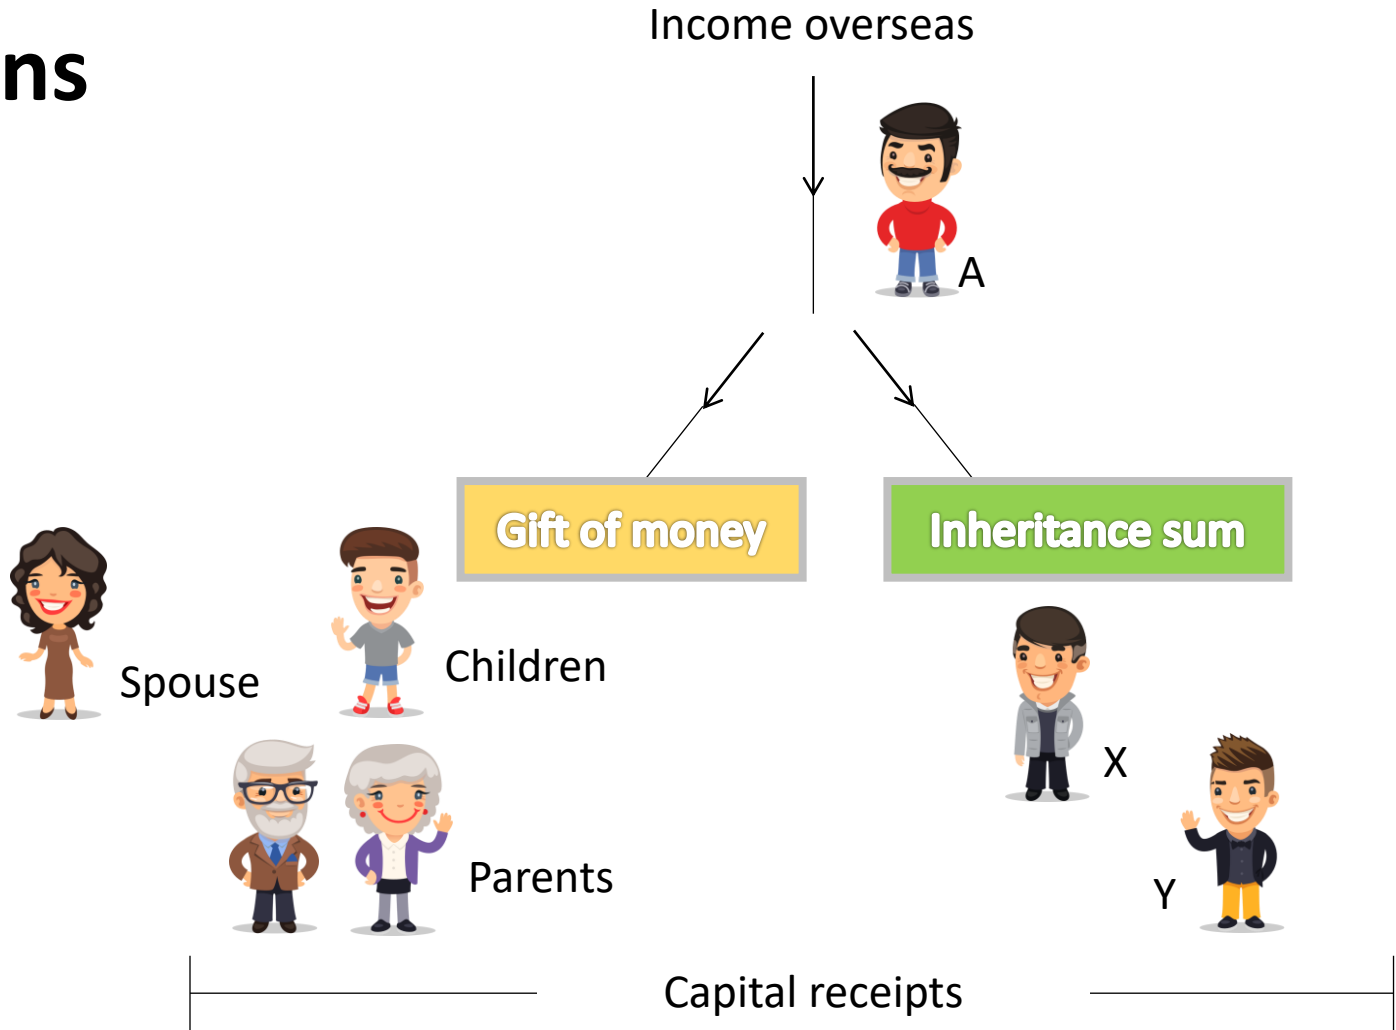 Income overseas
ns
A
Gift of money
Inheritance sum
Spouse
Children
X
Parents
Y
Capital receipts